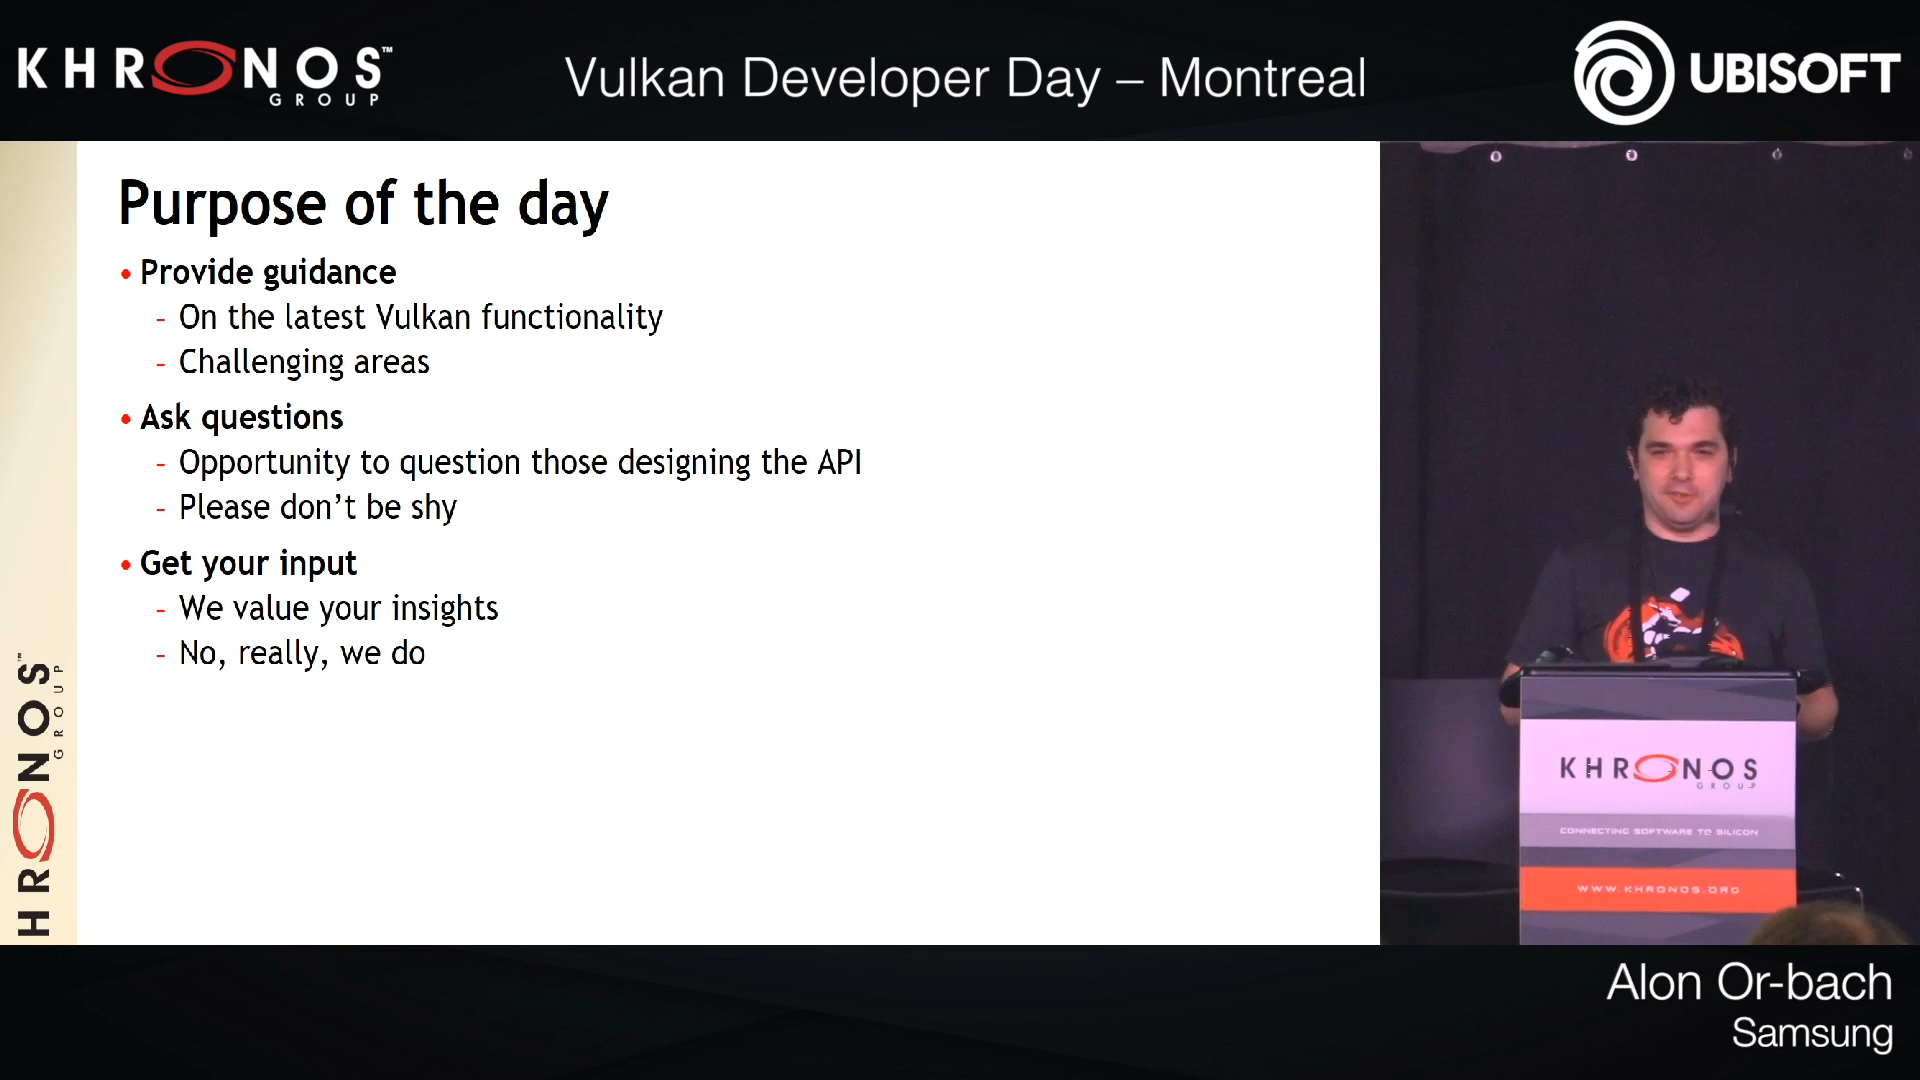 KHRONOS™
GROUP
Vulkan Developer Day – Montreal
UBISOFT
Purpose of the day
• Provide guidance
- On the latest Vulkan functionality
- Challenging areas
• Ask questions
- Opportunity to question those designing the API
- Please don't be shy
• Get your input
- We value your insights
- No, really, we do
HRONOS™
GROUP
KHRONOS
GROUP
CONNECTING SOFTWARE TO SILICON
WWW.KHRONOS.ORG
Alon Or-bach
Samsung